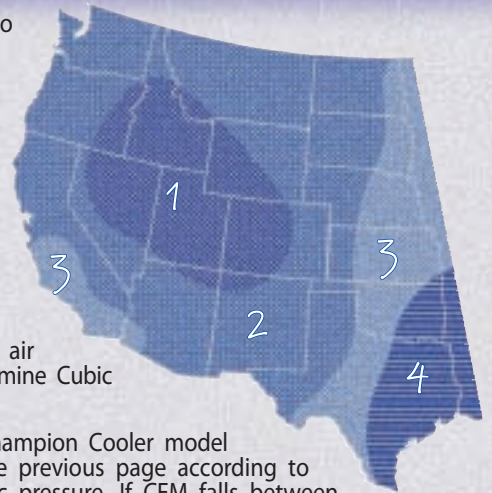 o
1
3
3
2
air
4
mine Cubic
hampion Cooler model
e previous page according to
c pressure. If CFM falls between